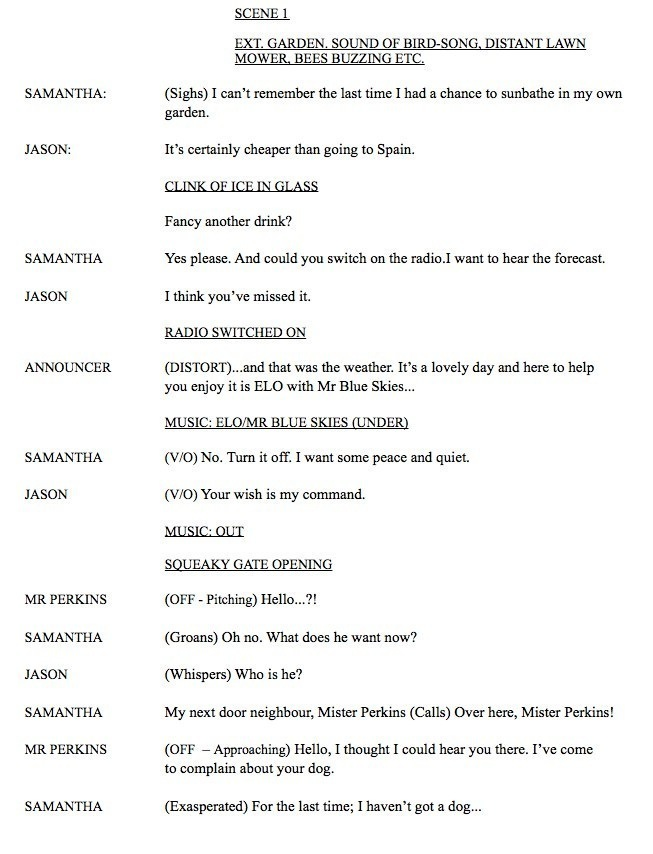 SCENE 1
EXT. GARDEN. SOUND OF BIRD-SONG, DISTANT LAWN
MOWER, BEES BUZZING ETC.
SAMANTHA: (Sighs) I can't remember the last time I had a chance to sunbathe in my own
garden.
JASON: It's certainly cheaper than going to Spain.
CLINK OF ICE IN GLASS
Fancy another drink?
SAMANTHA Yes please. And could you switch on the radio.I want to hear the forecast.
JASON I think you've missed it.
RADIO SWITCHED ON
ANNOUNCER (DISTORT)...and that was the weather. It's a lovely day and here to help
you enjoy it is ELO with Mr Blue Skies...
MUSIC: ELO/MR BLUE SKIES (UNDER)
SAMANTHA (V/O) No. Turn it off. I want some peace and quiet.
JASON (V/O) Your wish is my command.
MUSIC: OUT
SQUEAKY GATE OPENING
MR PERKINS (OFF - Pitching) Hello...?!
SAMANTHA (Groans) Oh no. What does he want now?
JASON (Whispers) Who is he?
SAMANTHA My next door neighbour, Mister Perkins (Calls) Over here, Mister Perkins!
MR PERKINS (OFF – Approaching) Hello, I thought I could hear you there. I've come
to complain about your dog.
SAMANTHA (Exasperated) For the last time; I haven't got a dog...